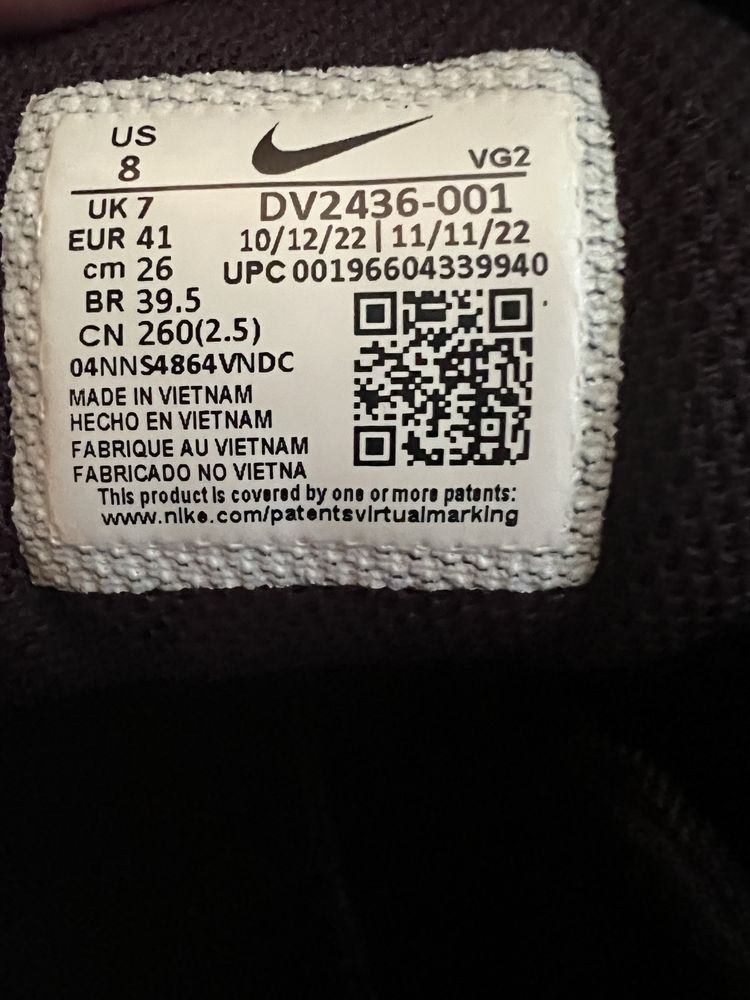 US
8
VG2
UK 7
DV2436-001
EUR 41
10/12/22 | 11/11/22
cm 26
UPC 00196604339940
BR 39.5
CN 260(2.5)
04NNS4864VNDC
MADE IN VIETNAM
HECHO EN VIETNAM
FABRIQUE AU VIETNAM
FABRICADO NO VIETNA
This product is covered by one or more patents:
www.nike.com/patentsvirtualmarking